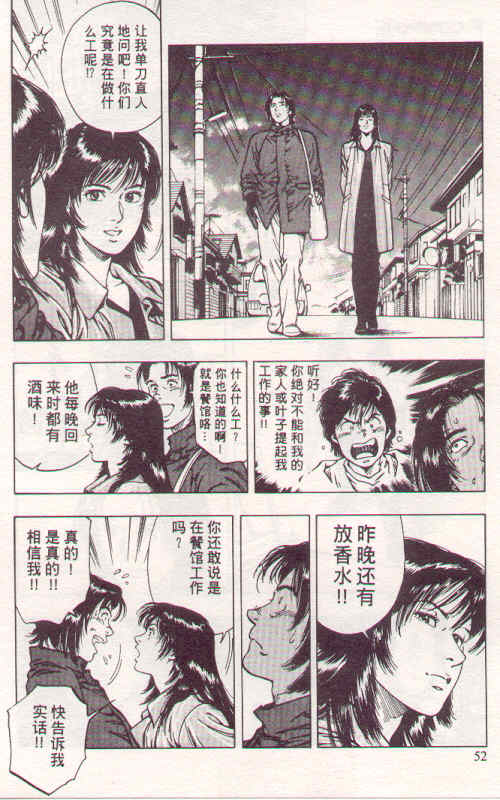 让我单刀直入
地问吧！你们
究竟是在做什
么工呢!?
听好！
你绝对不能和我的
家人或叶子提起我
工作的事!!
什么什么工？
你也知道的啊！
就是餐馆咯…
他每晚回
来时都有
酒味！
昨晚还有
放香水!!
你还敢说是
在餐馆工作
吗？
真的！
是真的!!
相信我!!
快告诉我
实话!!
52